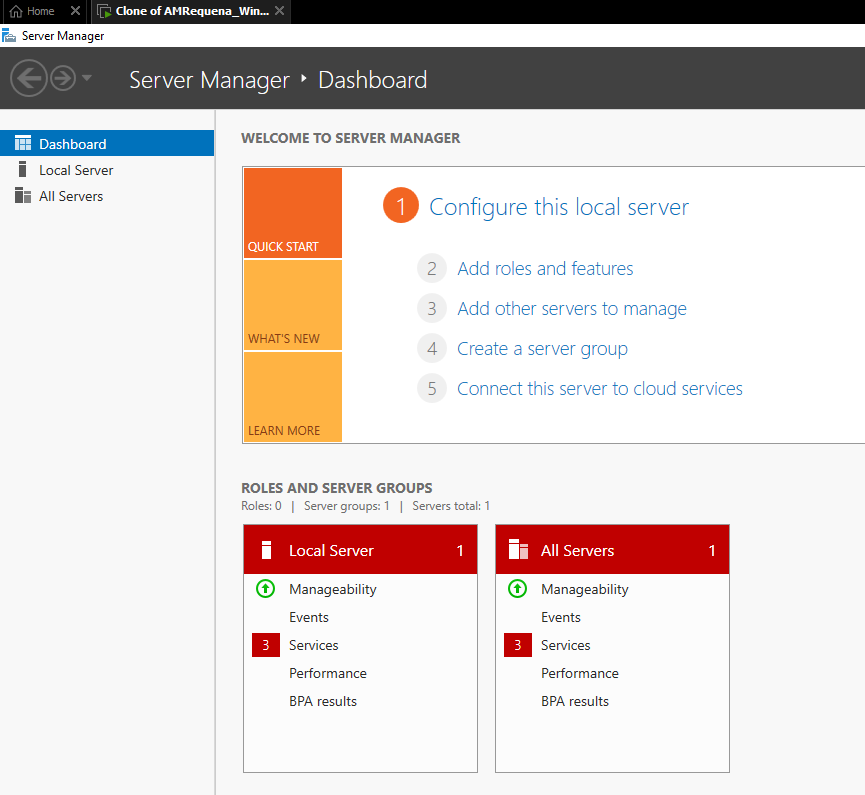 Home
Clone of AMRequena_Win...
Server Manager
Server Manager Dashboard
Dashboard
Local Server
All Servers
WELCOME TO SERVER MANAGER
QUICK START
WHAT'S NEW
LEARN MORE
1 Configure this local server
2 Add roles and features
3 Add other servers to manage
4 Create a server group
5 Connect this server to cloud services
ROLES AND SERVER GROUPS
Roles: 0 | Server groups: 1 | Servers total: 1
Local Server 1
Manageability
Events
3 Services
Performance
BPA results
All Servers 1
Manageability
Events
3 Services
Performance
BPA results